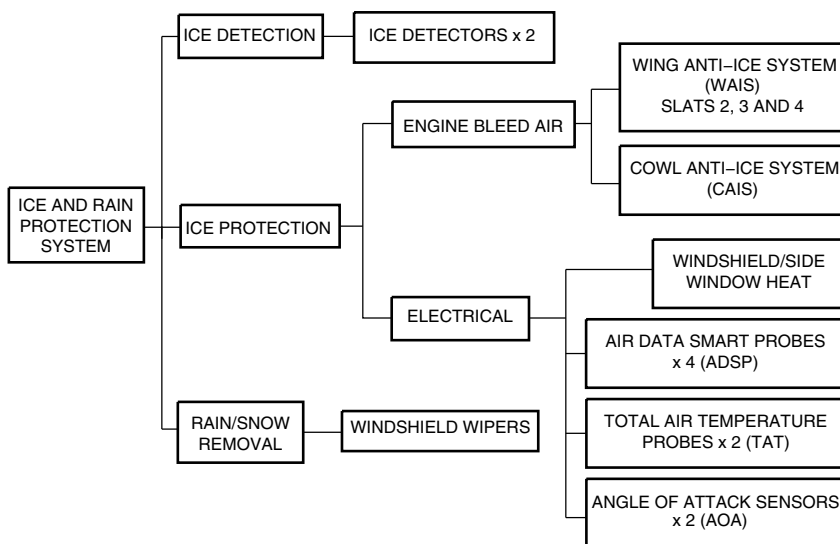 ICE DETECTION
ICE DETECTORS x 2
WING ANTI–ICE SYSTEM
(WAIS)
SLATS 2, 3 AND 4
ENGINE BLEED AIR
COWL ANTI–ICE SYSTEM
(CAIS)
ICE AND RAIN
PROTECTION
SYSTEM
ICE PROTECTION
WINDSHIELD/SIDE
WINDOW HEAT
ELECTRICAL
AIR DATA SMART PROBES
x 4 (ADSP)
RAIN/SNOW
REMOVAL
WINDSHIELD WIPERS
TOTAL AIR TEMPERATURE
PROBES x 2 (TAT)
ANGLE OF ATTACK SENSORS
x 2 (AOA)